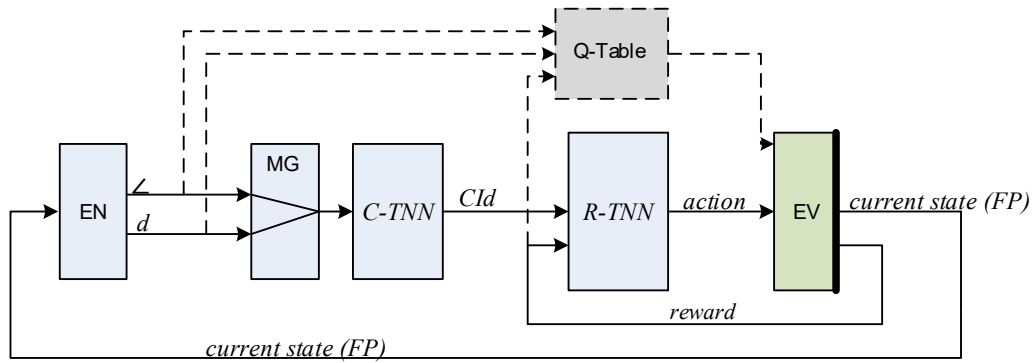 Q-Table
MG
∠
EN
d
C-TNN
CId
R-TNN
action
EV
current state (FP)
reward
current state (FP)